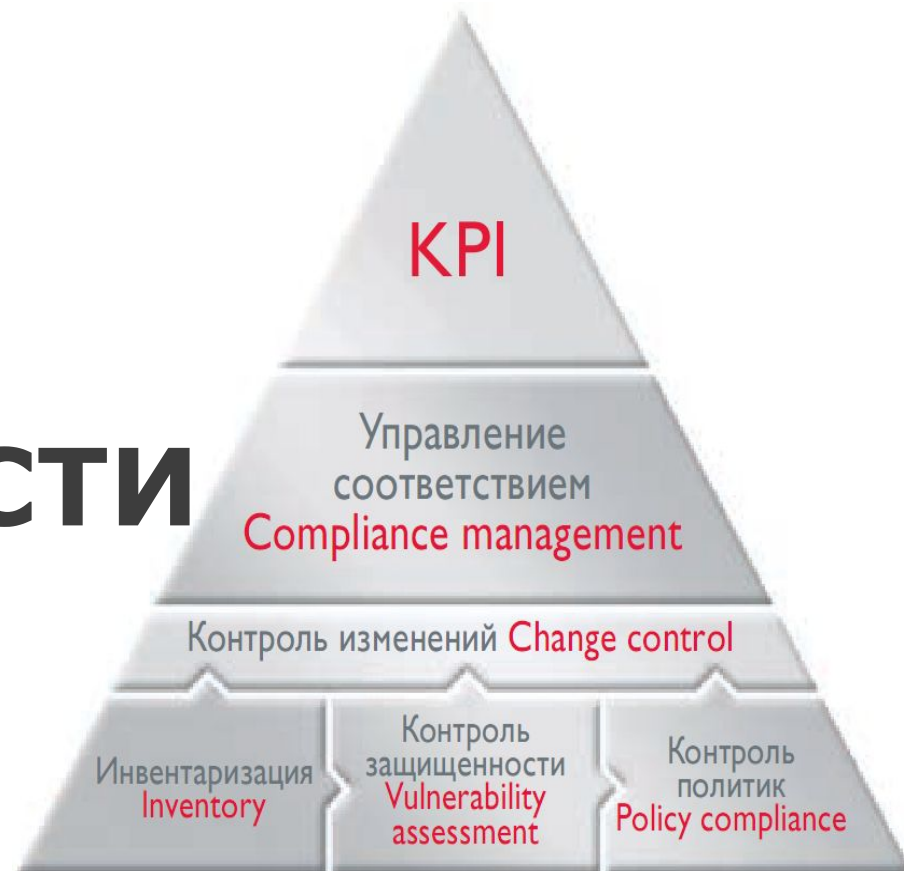 KPI
Управление
соответствием
Compliance management
сти
Контроль изменений Change control
Инвентаризация
Inventory
Контроль
защищенности
Vulnerability
assessment
Контроль
политик
Policy compliance